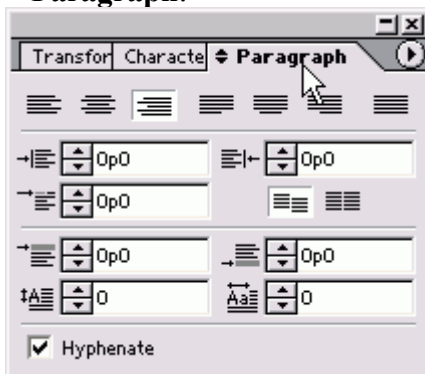 Paragraph.
Transfor Characte Paragraph
0p0 0p0
0p0
0p0 0p0
0 0
Hyphenate